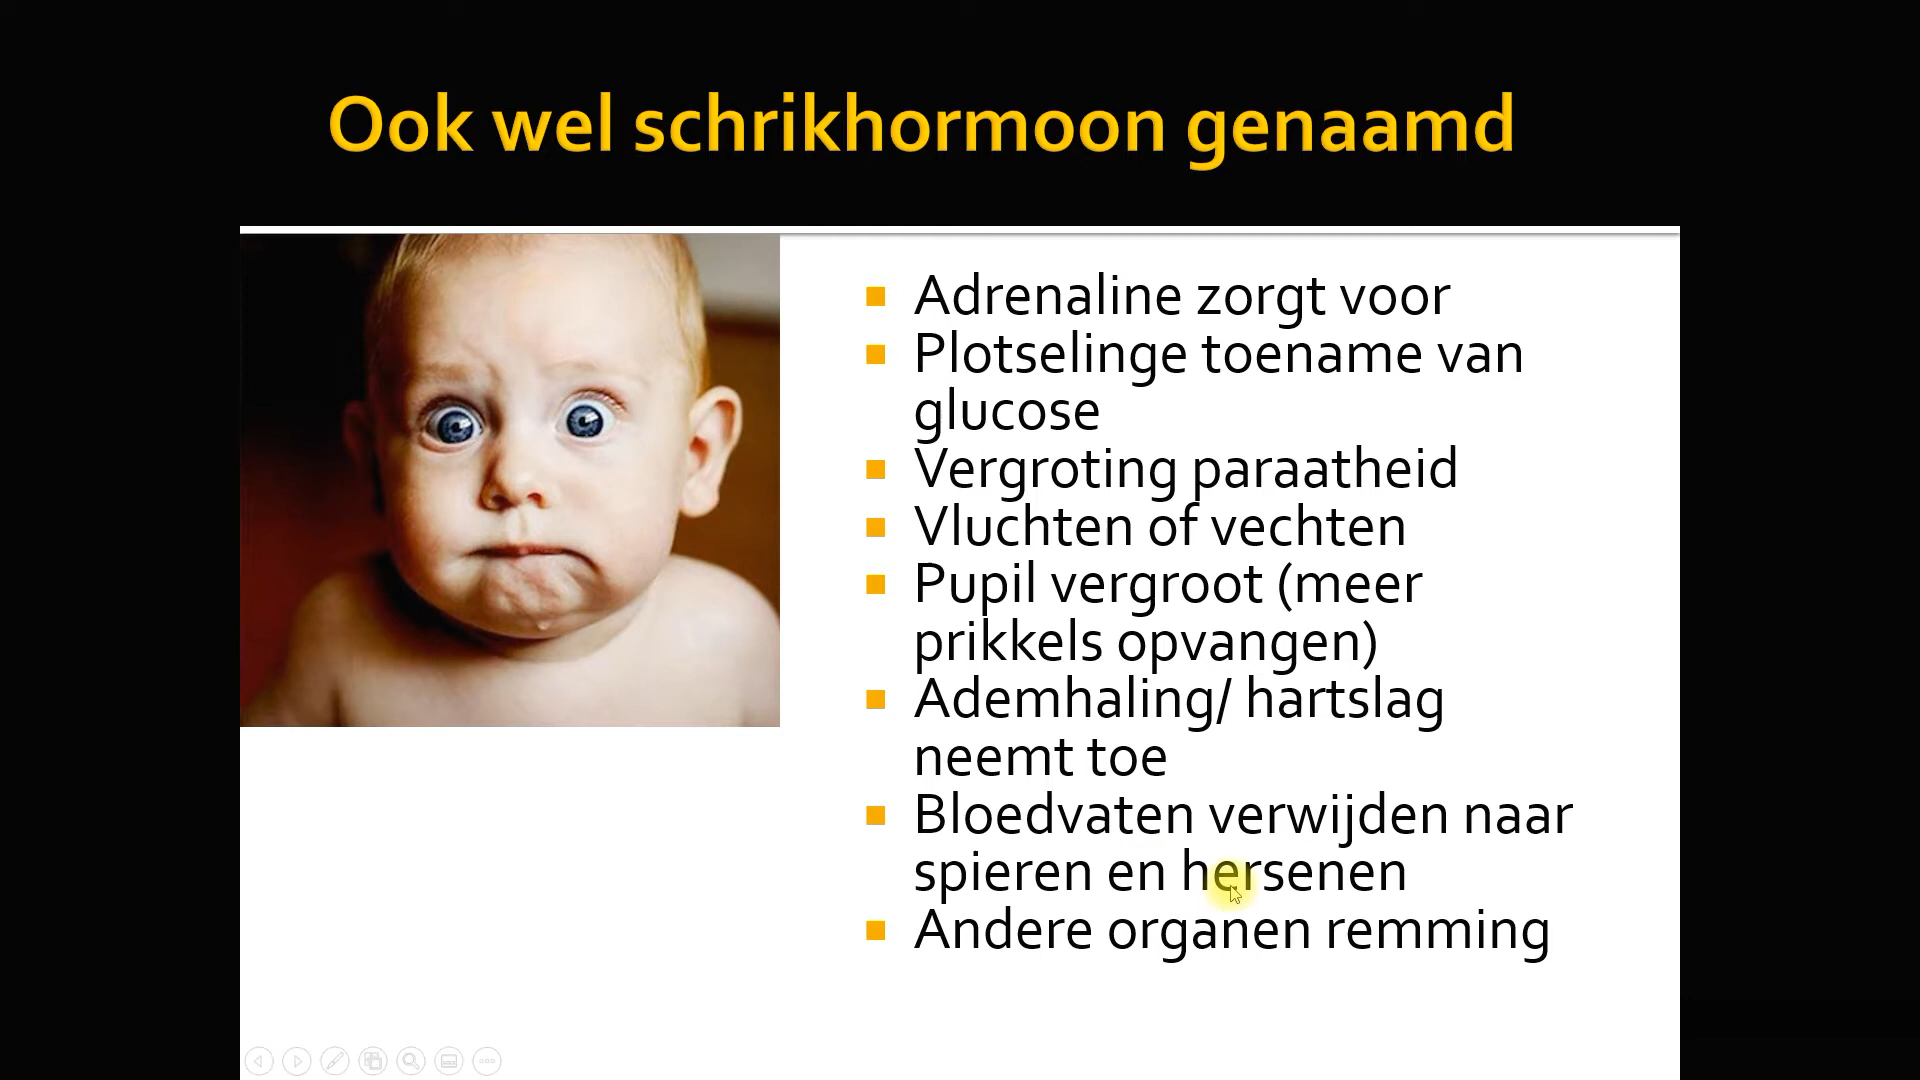 Ook wel schrikhormoon genaamd
Adrenaline zorgt voor
Plotselinge toename van
glucose
Vergroting paraatheid
Vluchten of vechten
Pupil vergroot (meer
prikkels opvangen)
Ademhaling/ hartslag
neemt toe
Bloedvaten verwijden naar
spieren en hersenen
Andere organen remming